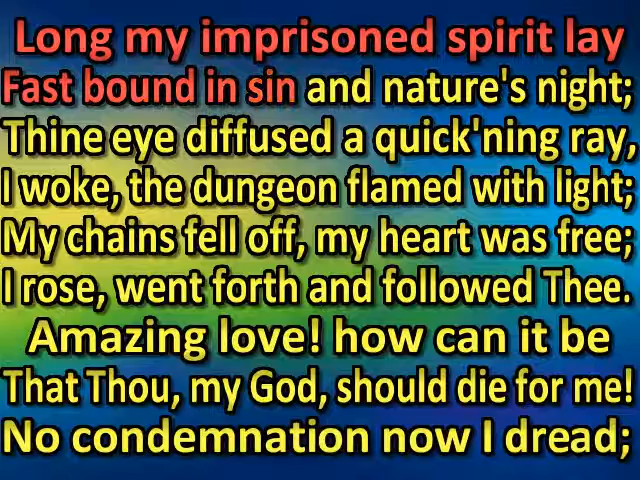 Long my imprisoned spirit lay
Fast bound in sin and nature's night;
Thine eye diffused a quick'ning ray,
I woke, the dungeon flamed with light;
My chains fell off, my heart was free;
I rose, went forth and followed Thee.
Amazing love! how can it be
That Thou, my God, should die for me!
No condemnation now I dread;